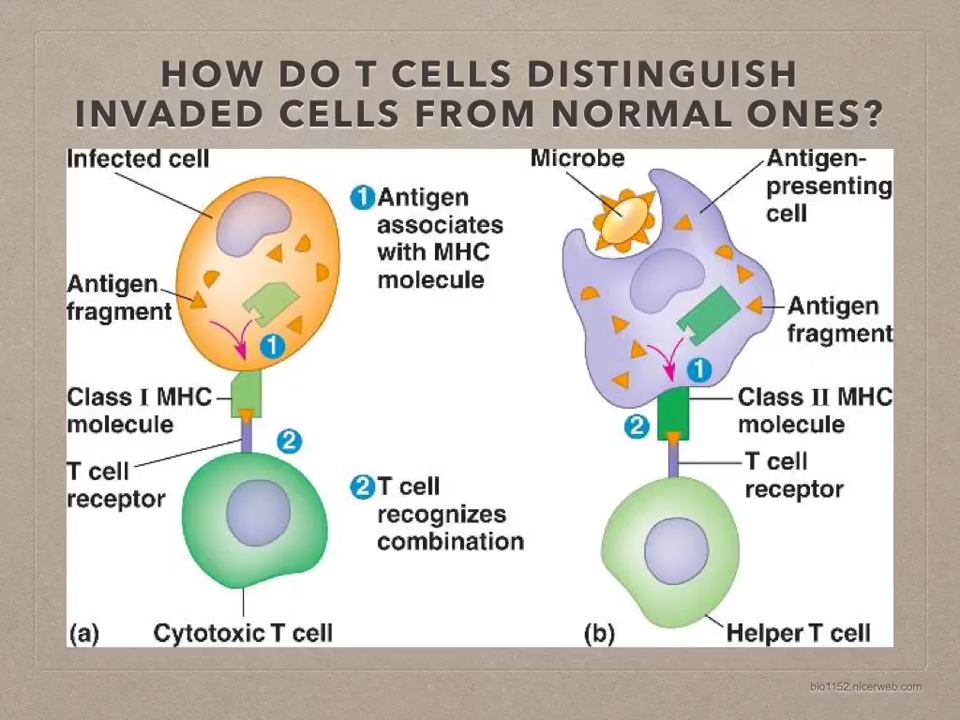 HOW DO T CELLS DISTINGUISH
INVADED CELLS FROM NORMAL ONES?
Infected cell
Antigen
fragment
Class I MHC
molecule
T cell
receptor
(a)
Cytotoxic T cell
1
2
1 Antigen
associates
with MHC
molecule
2 T cell
recognizes
combination
Microbe
Antigen-
presenting
cell
Antigen
fragment
1
2
Class II MHC
molecule
T cell
receptor
(b)
Helper T cell
bio1152.nicerweb.com